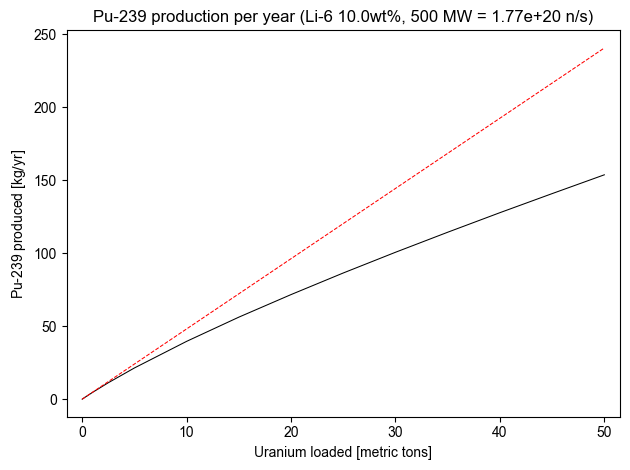 Pu-239 production per year (Li-6 10.0wt%, 500 MW = 1.77e+20 n/s)
250
200
150
100
50
0
Pu-239 produced [kg/yr]
0 10 20 30 40 50
Uranium loaded [metric tons]